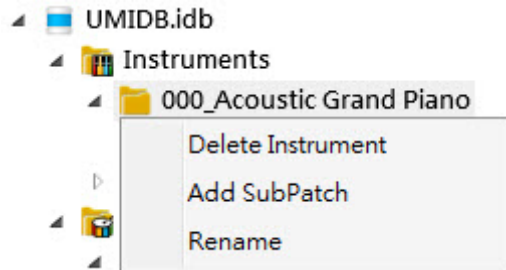 UMIDB.idb
Instruments
000_Acoustic Grand Piano
Delete Instrument
Add SubPatch
Rename